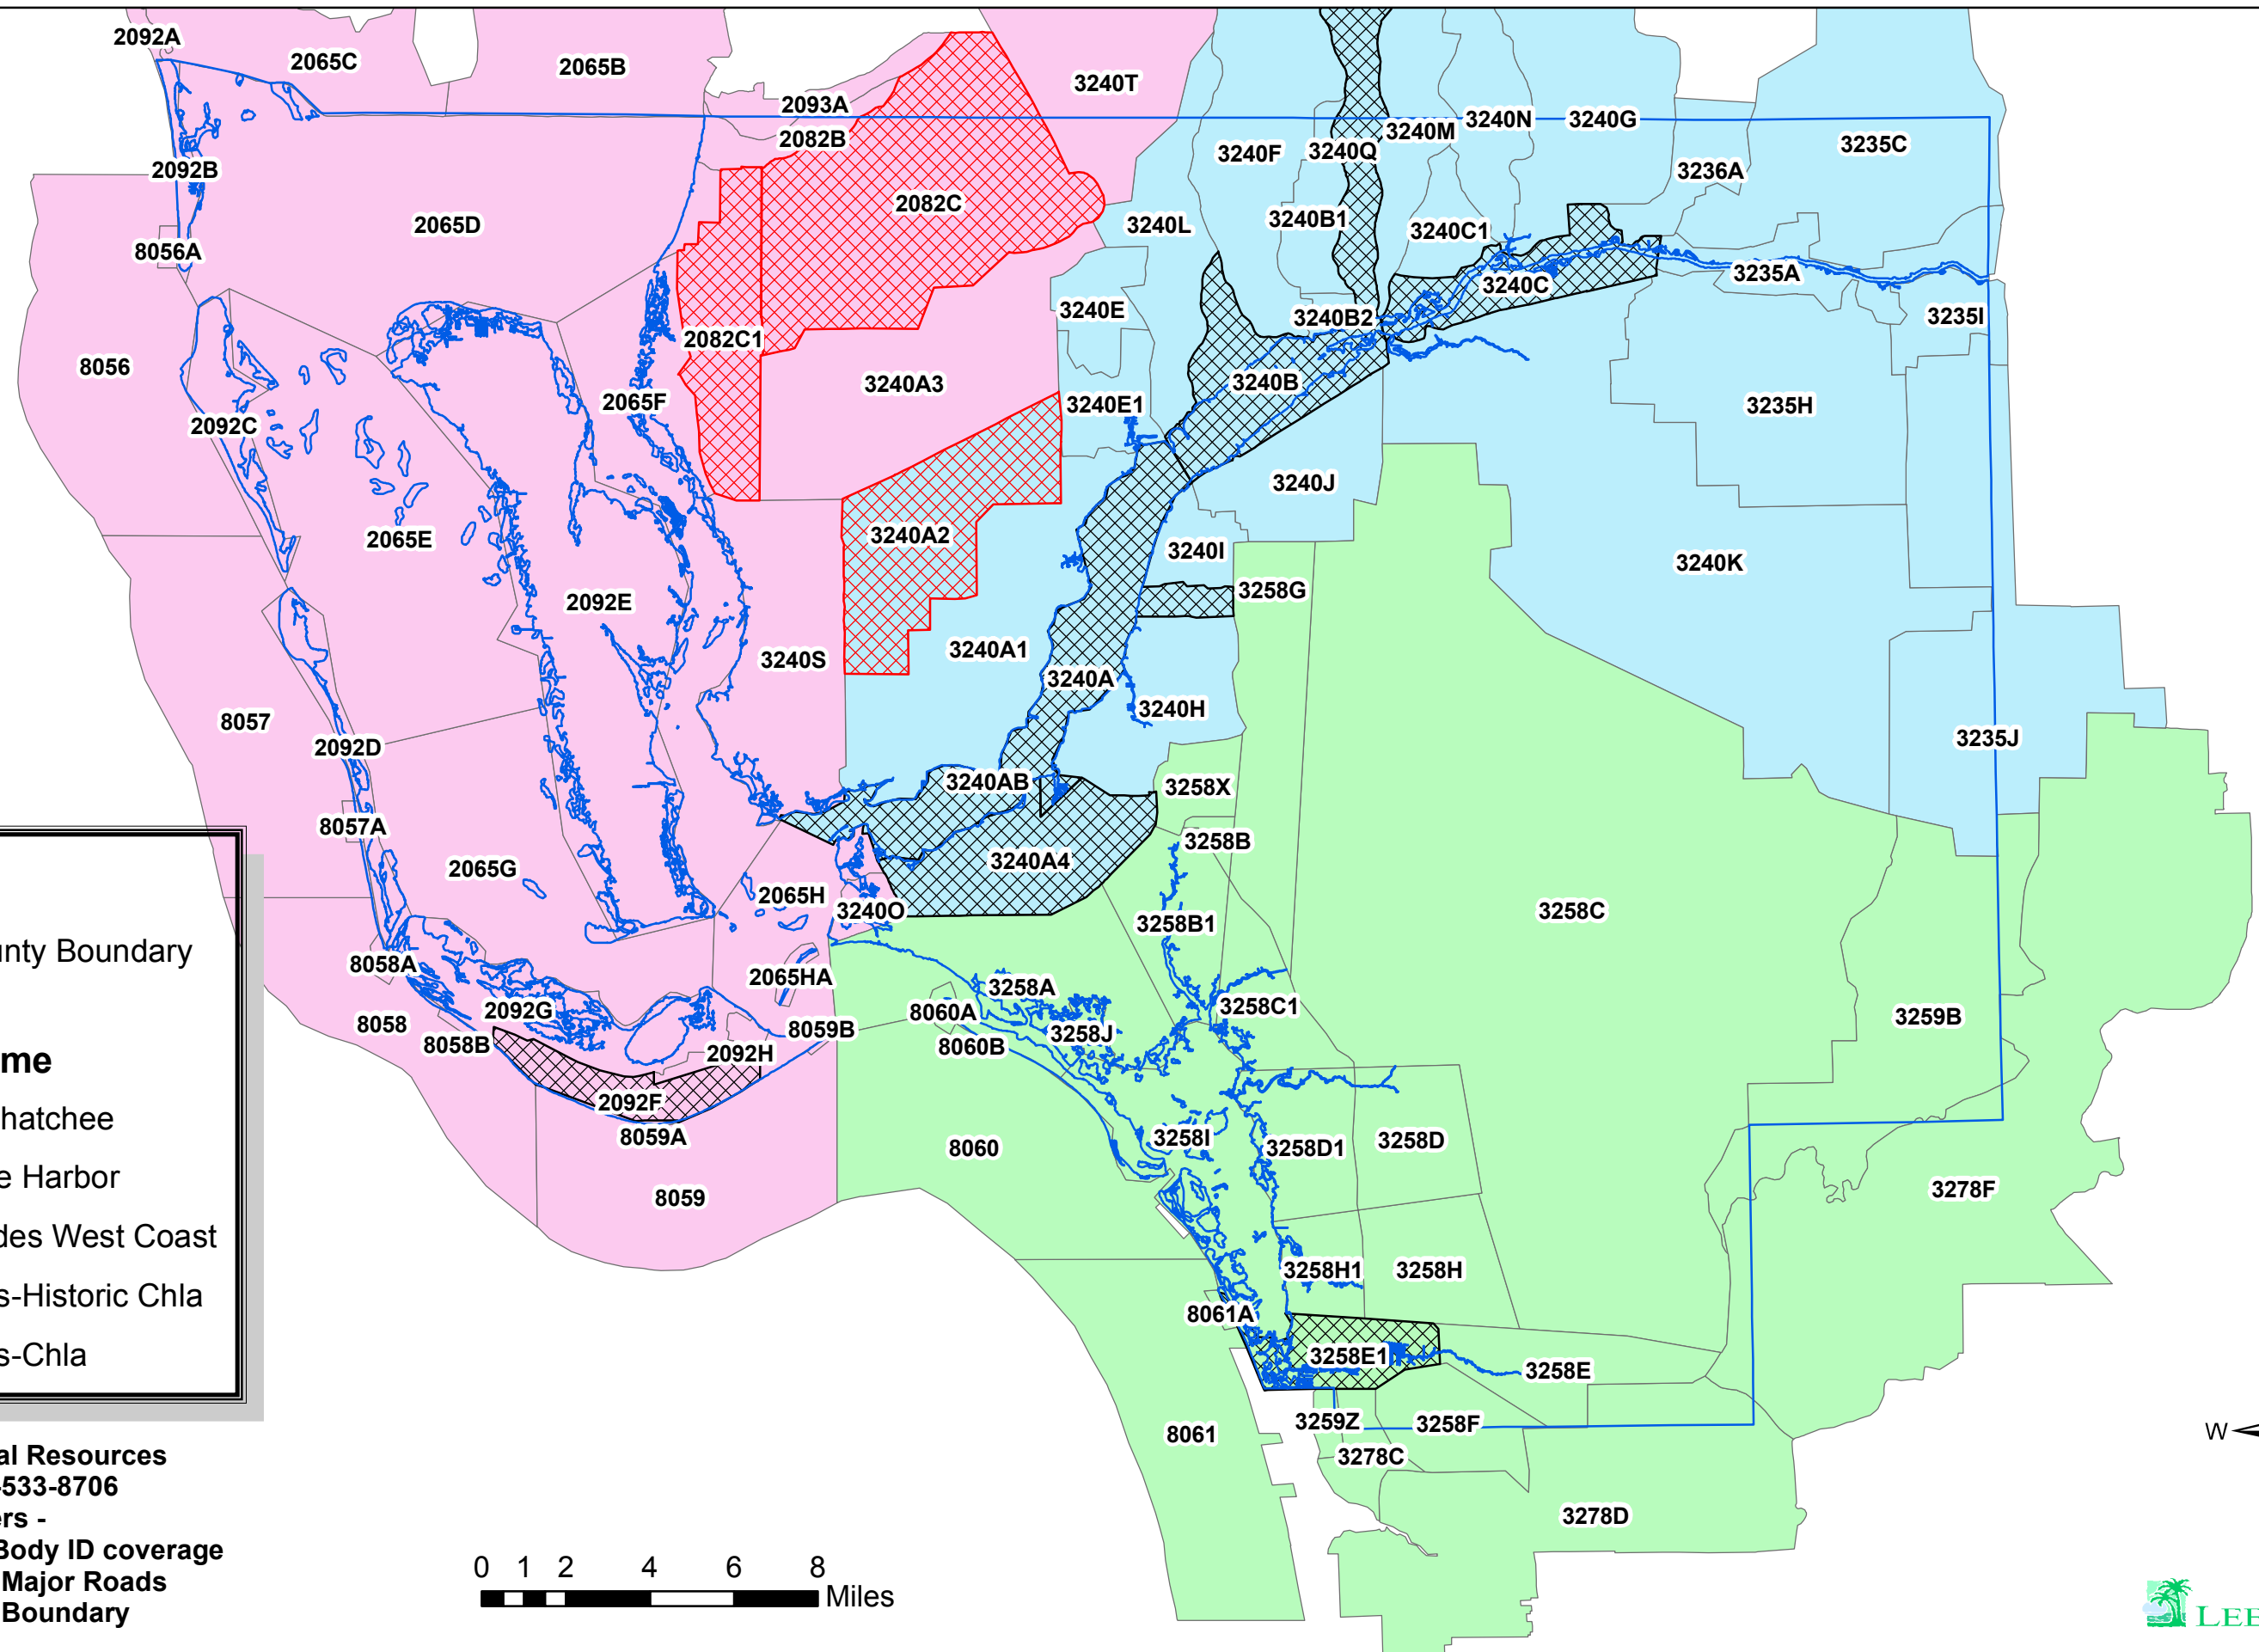 2092A
2065C
2065B
3240T
2093A
2082B
3240F
3240Q
3240M
3240N
3240G
3235C
3236A
2092B
2065D
2082C
3240L
3240B1
3240C1
8056A
3240E
3240B2
3240C
3235A
3235I
8056
2082C1
2065F
3240A3
3240B
3240E1
3235H
2092C
3240J
2065E
3240A2
3240I
3240K
3258G
2092E
3240S
3240A1
3240A
3240H
8057
2092D
3240AB
3258X
3235J
8057A
2065G
3240A4
3258B
2065H
3240O
3258B1
3258C
8058A
2065HA
3258A
8060A
3258C1
8058
2092G
8058B
8059B
2092H
8060B
3258J
3259B
2092F
8059A
8060
3258I
3258D1
3258D
8059
3278F
3258H1
3258H
8061A
3258E1
3258E
8061
3259Z
3258F
3278C
3278D
unty Boundary
me
hatchee
e Harbor
des West Coast
s-Historic Chla
s-Chla
al Resources
-533-8706
ers -
Body ID coverage
Major Roads
Boundary
0 1 2 4 6 8
Miles
W
LEE